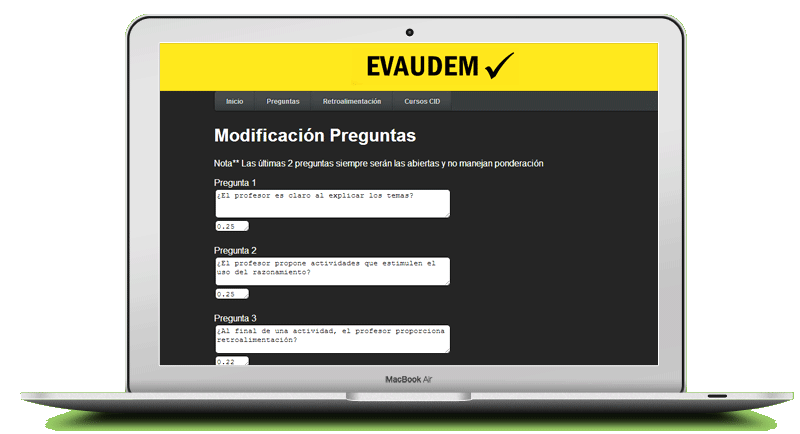 EVAUDEM
Inicio Preguntas Retroalimentación Cursos CID
Modificación Preguntas
Nota** Las últimas 2 preguntas siempre serán las abiertas y no manejan ponderación
Pregunta 1
¿El profesor es claro al explicar los temas?
0.25
Pregunta 2
¿El profesor propone actividades que estimulen el
uso del razonamiento?
0.25
Pregunta 3
¿Al final de una actividad, el profesor proporciona
retroalimentación?
0.22
MacBook Air